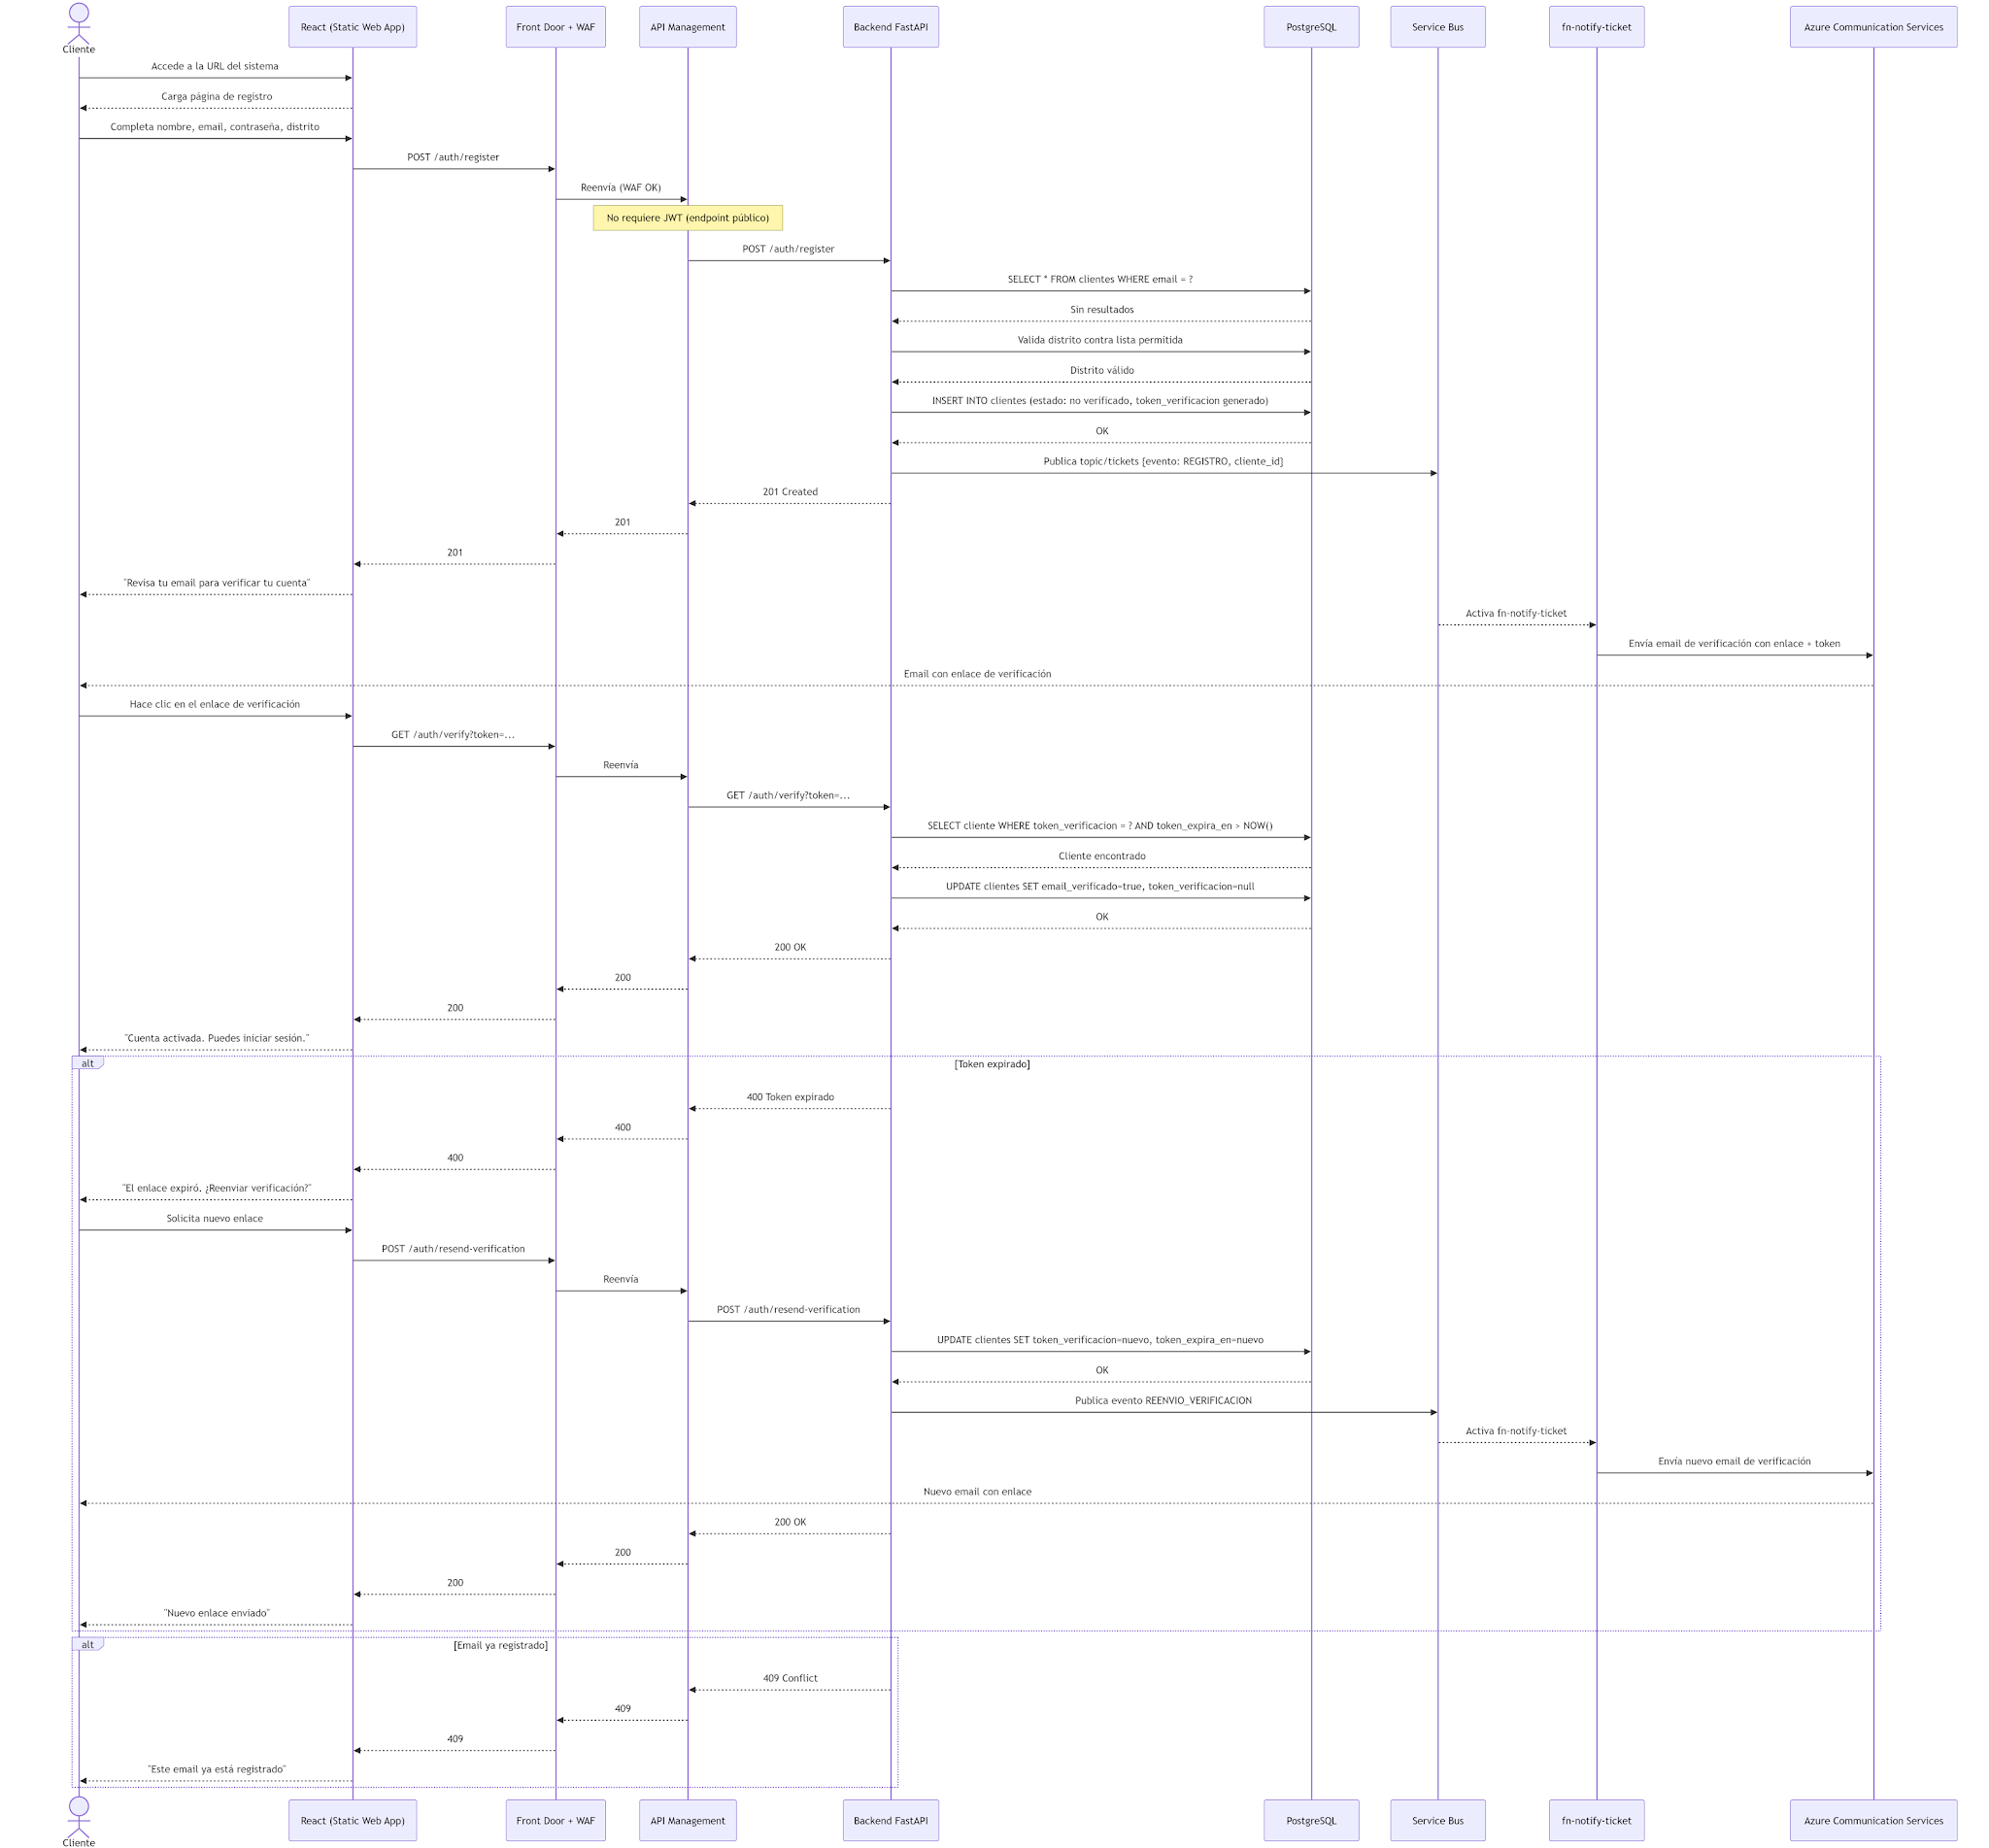 Cliente
React (Static Web App)
Front Door + WAF
API Management
Backend FastAPI
PostgreSQL
Service Bus
fn-notify-ticket
Azure Communication Services
Accede a la URL del sistema
Carga página de registro
Completa nombre, email, contraseña, distrito
POST /auth/register
Reenvía (WAF OK)
No requiere JWT (endpoint público)
POST /auth/register
SELECT * FROM clientes WHERE email = ?
Sin resultados
Valida distrito contra lista permitida
Distrito válido
INSERT INTO clientes (estado: no verificado, token_verificacion generado)
OK
Publica topic/tickets {evento: REGISTRO, cliente_id}
201 Created
201
201
"Revisa tu email para verificar tu cuenta"
Activa fn-notify-ticket
Envía email de verificación con enlace + token
Email con enlace de verificación
Hace clic en el enlace de verificación
GET /auth/verify?token=...
Reenvía
GET /auth/verify?token=...
SELECT cliente WHERE token_verificacion = ? AND token_expira_en > NOW()
Cliente encontrado
UPDATE clientes SET email_verificado=true, token_verificacion=null
OK
200 OK
200
200
"Cuenta activada. Puedes iniciar sesión."
alt
[Token expirado]
400 Token expirado
400
400
"El enlace expiró. ¿Reenviar verificación?"
Solicita nuevo enlace
POST /auth/resend-verification
Reenvía
POST /auth/resend-verification
UPDATE clientes SET token_verificacion=nuevo, token_expira_en=nuevo
OK
Publica evento REENVIO_VERIFICACION
Activa fn-notify-ticket
Envía nuevo email de verificación
Nuevo email con enlace
200 OK
200
200
"Nuevo enlace enviado"
alt
[Email ya registrado]
409 Conflict
409
409
"Este email ya está registrado"
Cliente
React (Static Web App)
Front Door + WAF
API Management
Backend FastAPI
PostgreSQL
Service Bus
fn-notify-ticket
Azure Communication Services